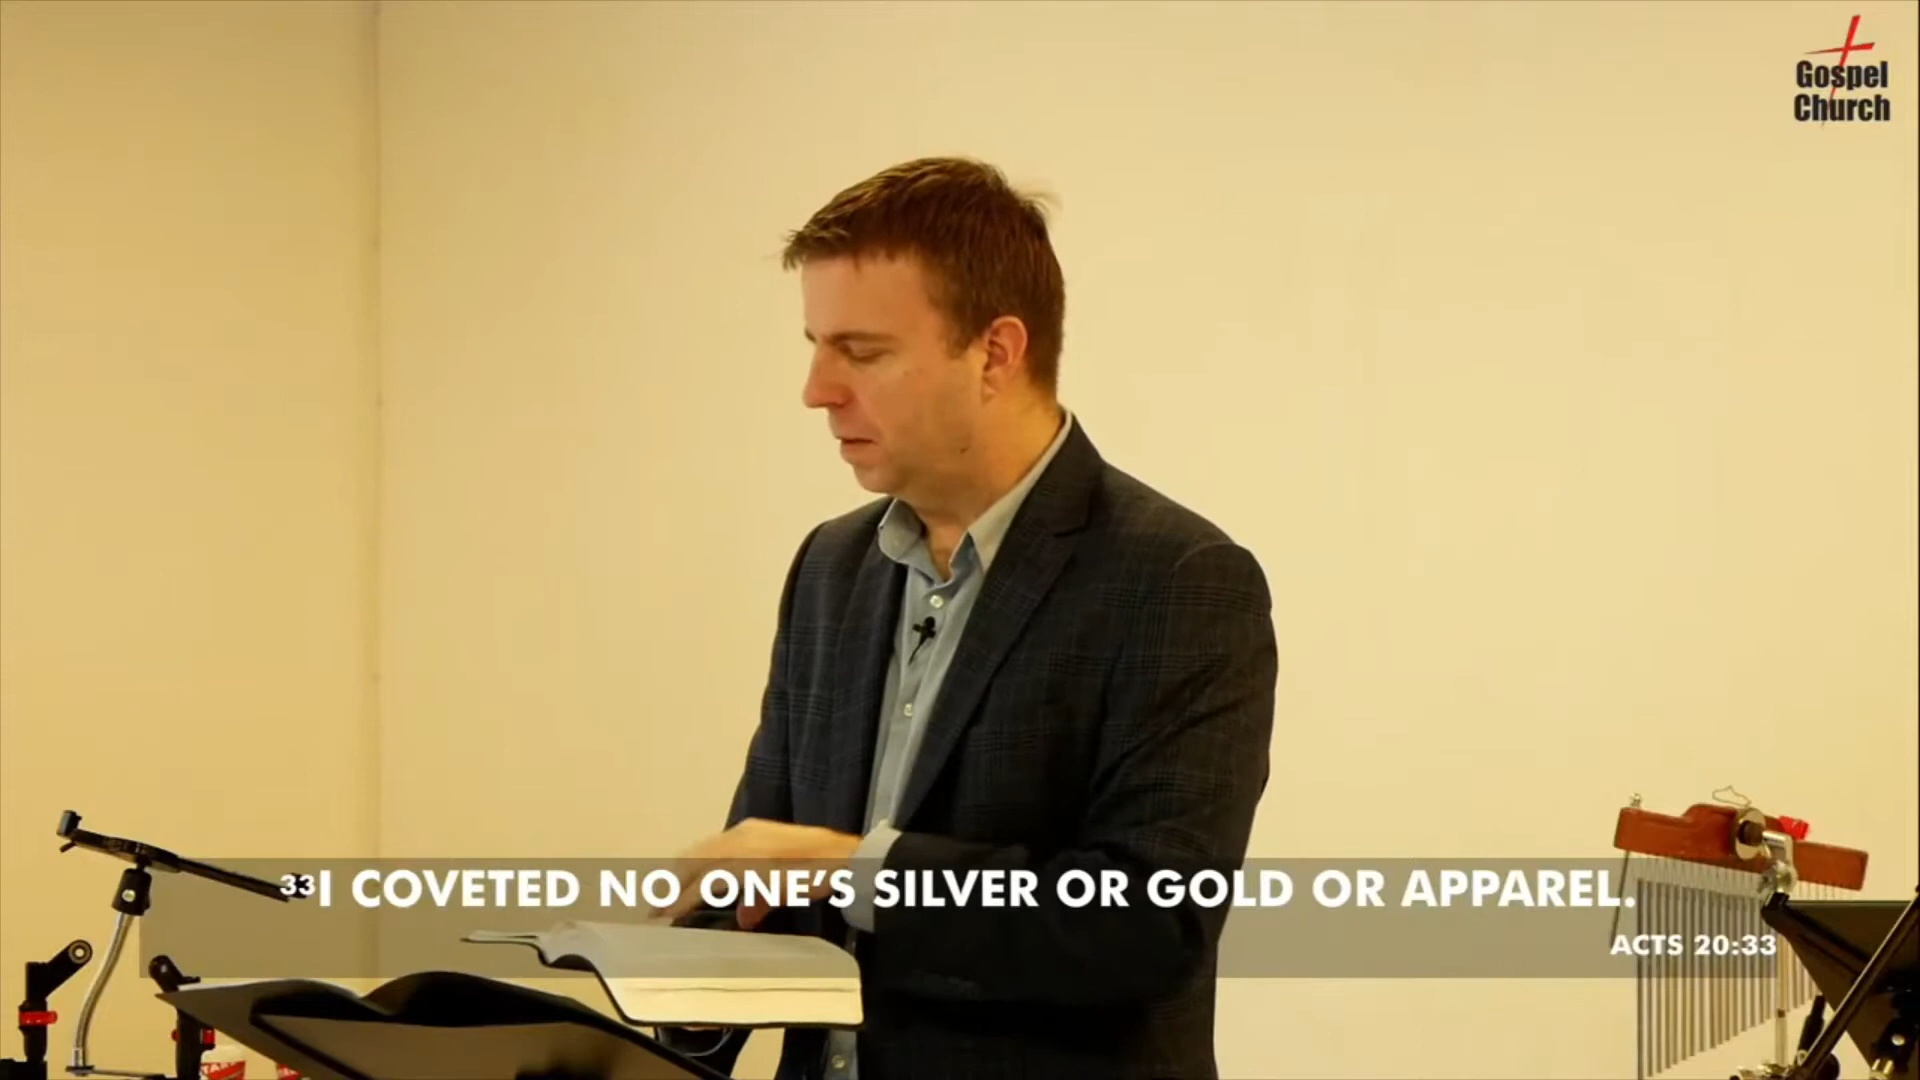 Gospel
Church
³³I COVETED NO ONE’S SILVER OR GOLD OR APPAREL.
ACTS 20:33